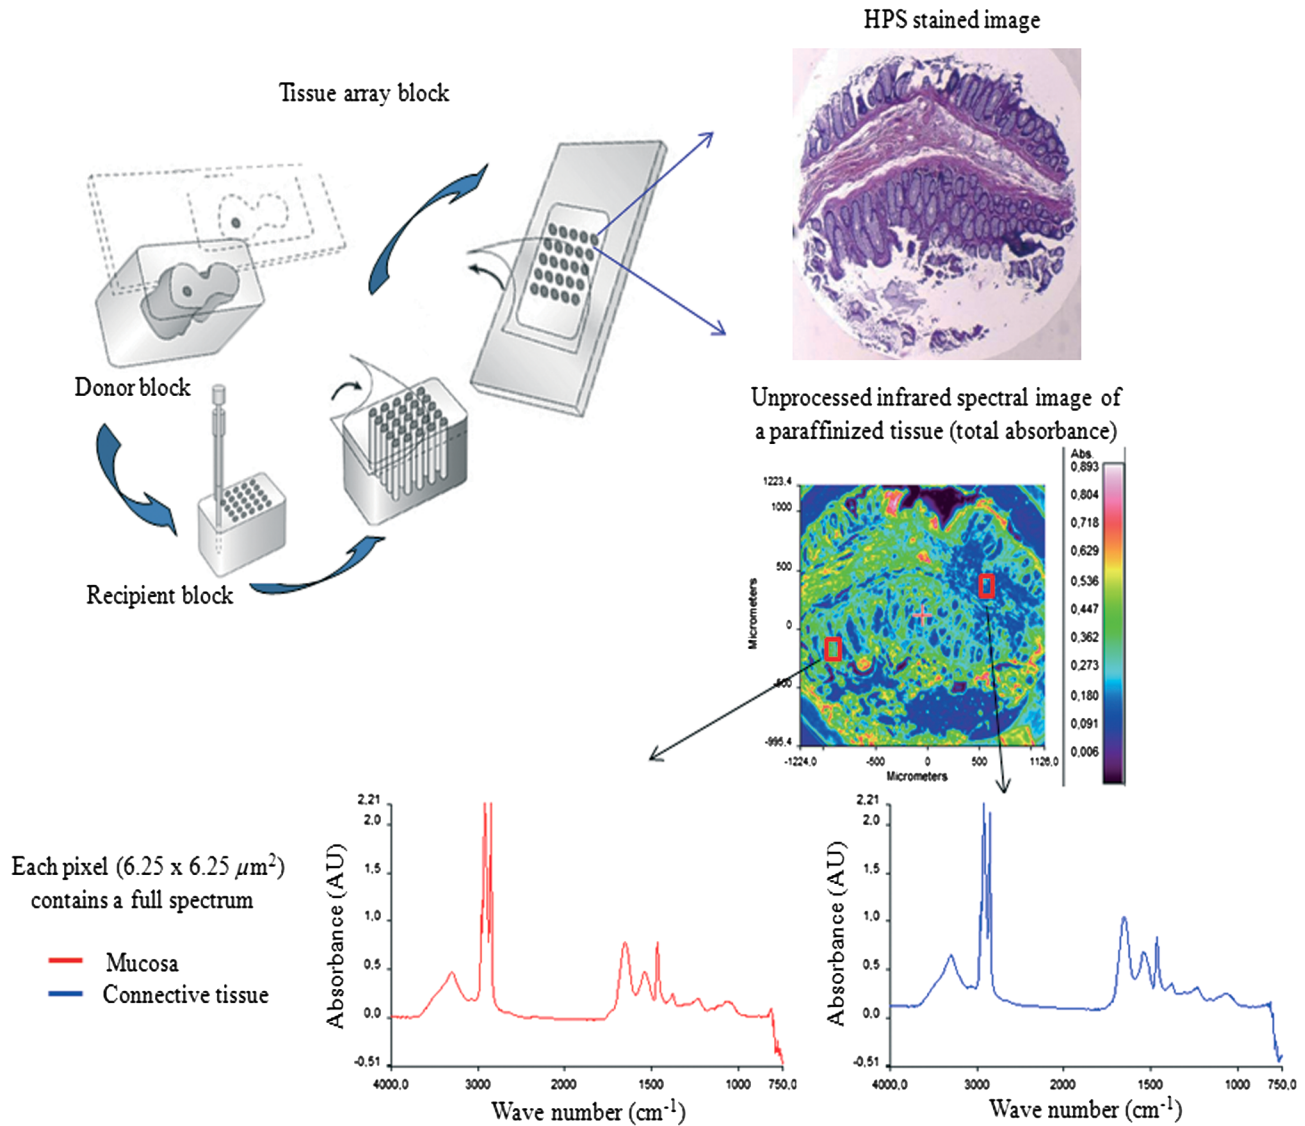 HPS stained image
Tissue array block
Donor block
Recipient block
Unprocessed infrared spectral image of
a paraffinized tissue (total absorbance)
Abs.
0,893
0,804
0,718
0,629
0,536
0,447
0,362
0,273
0,180
0,091
0,006
1223,4
1000
500
0
-500
-995,4
Micrometers
-1224,0
-500
0
500
1126,0
Micrometers
Each pixel (6.25 x 6.25 μm²)
contains a full spectrum
Mucosa
Connective tissue
2,21
2,0
1,5
1,0
0,5
0,0
-0,51
Absorbance (AU)
4000,0
3000
2000
1500
1000
750,0
Wave number (cm⁻¹)
2,21
2,0
1,5
1,0
0,5
0,0
-0,51
Absorbance (AU)
4000,0
3000
2000
1500
1000
750,0
Wave number (cm⁻¹)